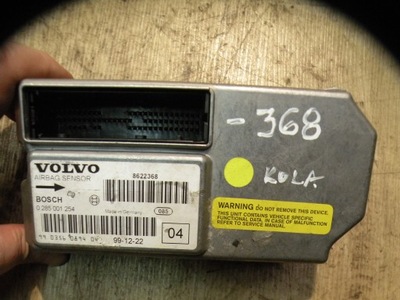 -368
KOLA
VOLVO
AIRBAG SENSOR
8622368
BOSCH
0 285 001 254
Made in Germany
083
99-12-22
04
WARNING DO NOT REMOVE THIS DEVICE,
THIS UNIT CONTAINS VEHICLE SPECIFIC
FUNCTIONAL DATA. IN CASE OF MALFUNCTION
REFER TO SERVICE MANUAL.